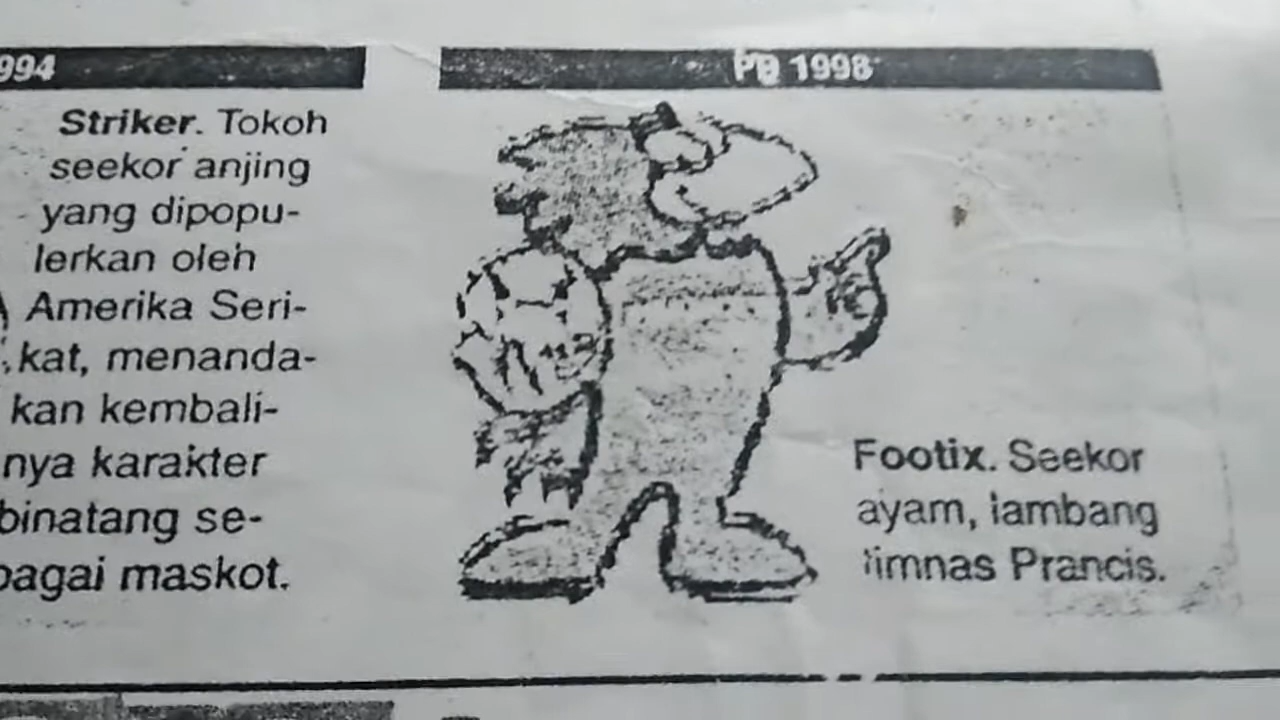 994
Striker. Tokoh
seekor anjing
yang dipopu-
lerkan oleh
Amerika Seri-
kat, menanda-
kan kembali-
nya karakter
binatang se-
bagai maskot.
PD 1998
Footix. Seekor
ayam, lambang
timnas Prancis.